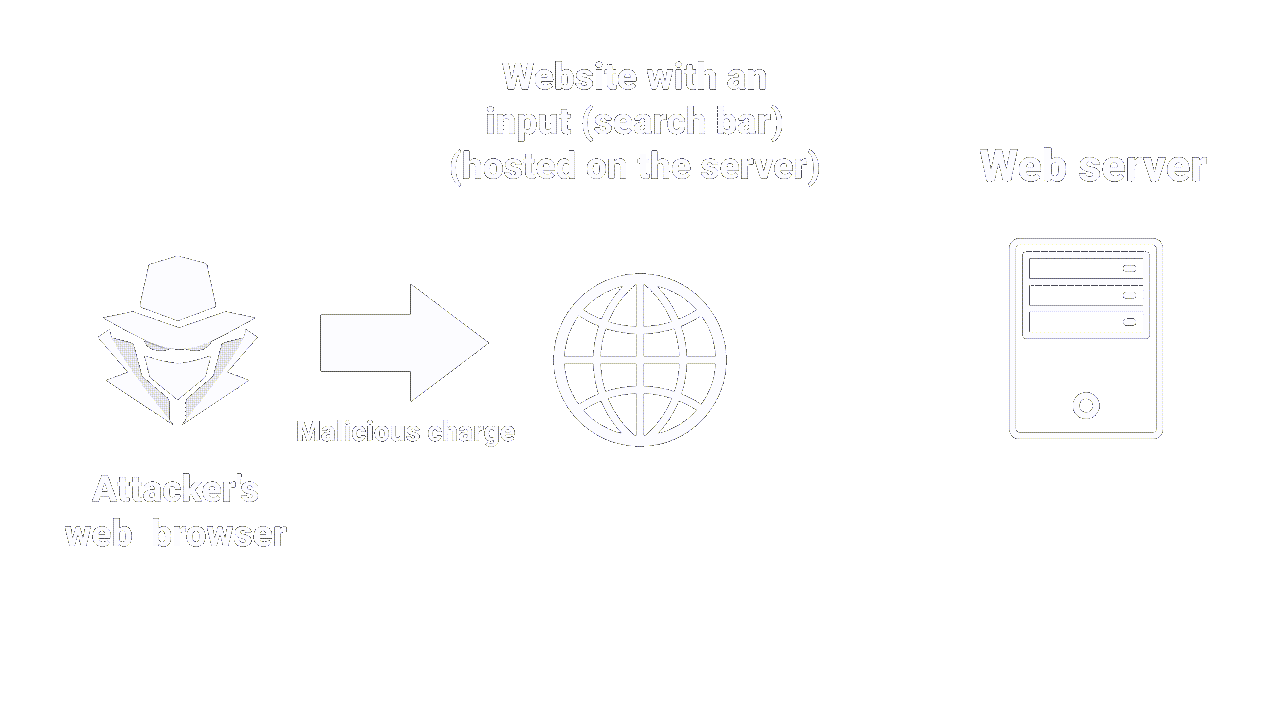 Website with an
input (search bar)
(hosted on the server)
Web server
Malicious charge
Attacker's
web browser